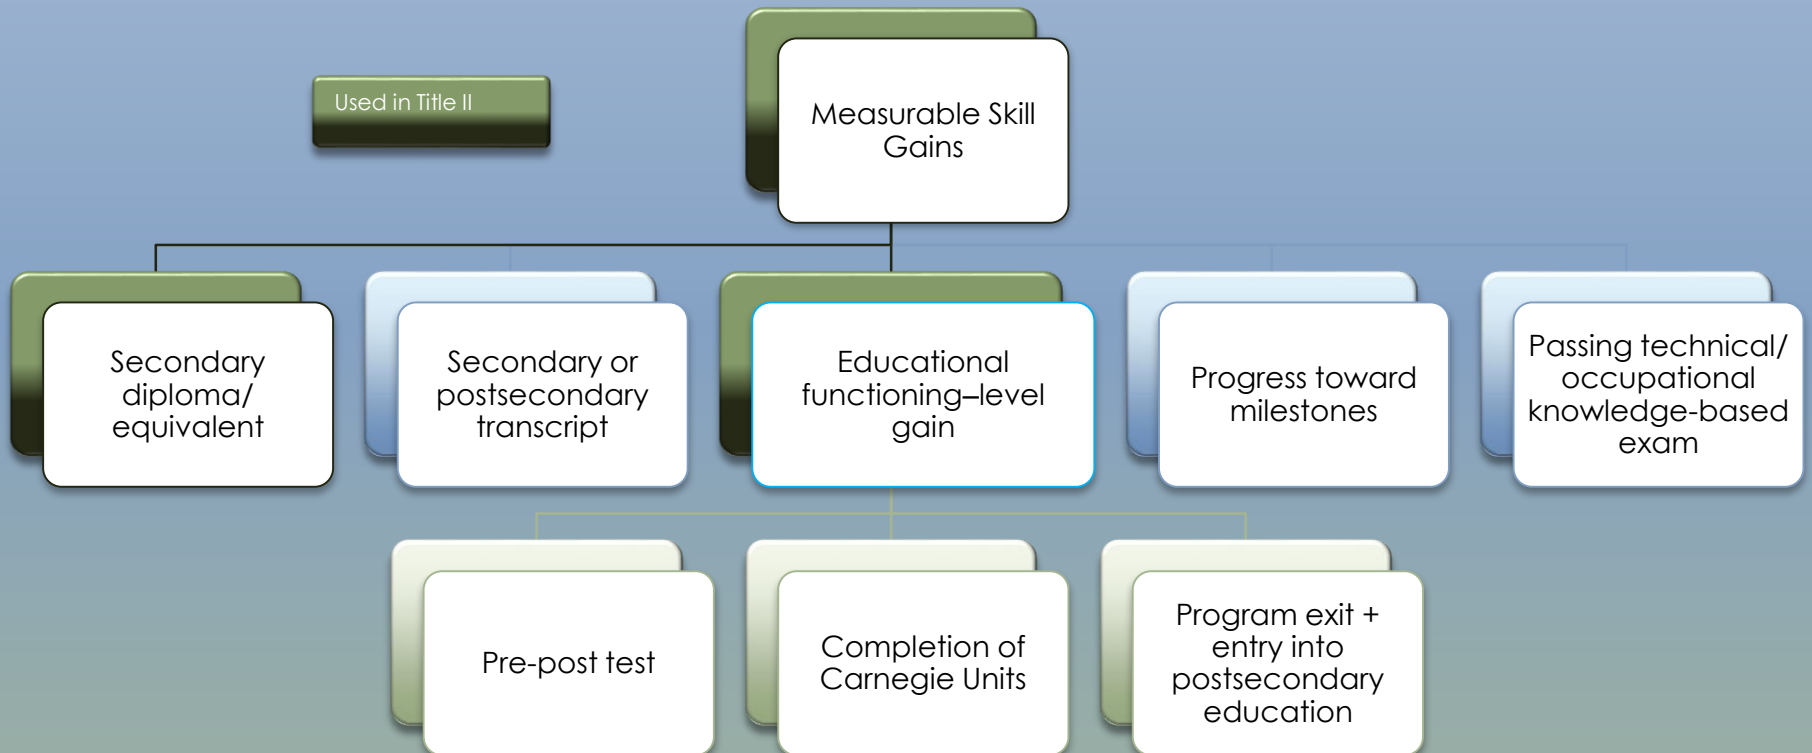 Used in Title II
Measurable Skill
Gains
Secondary
diploma/
equivalent
Secondary or
postsecondary
transcript
Educational
functioning–level
gain
Progress toward
milestones
Passing technical/
occupational
knowledge-based
exam
Pre-post test
Completion of
Carnegie Units
Program exit +
entry into
postsecondary
education